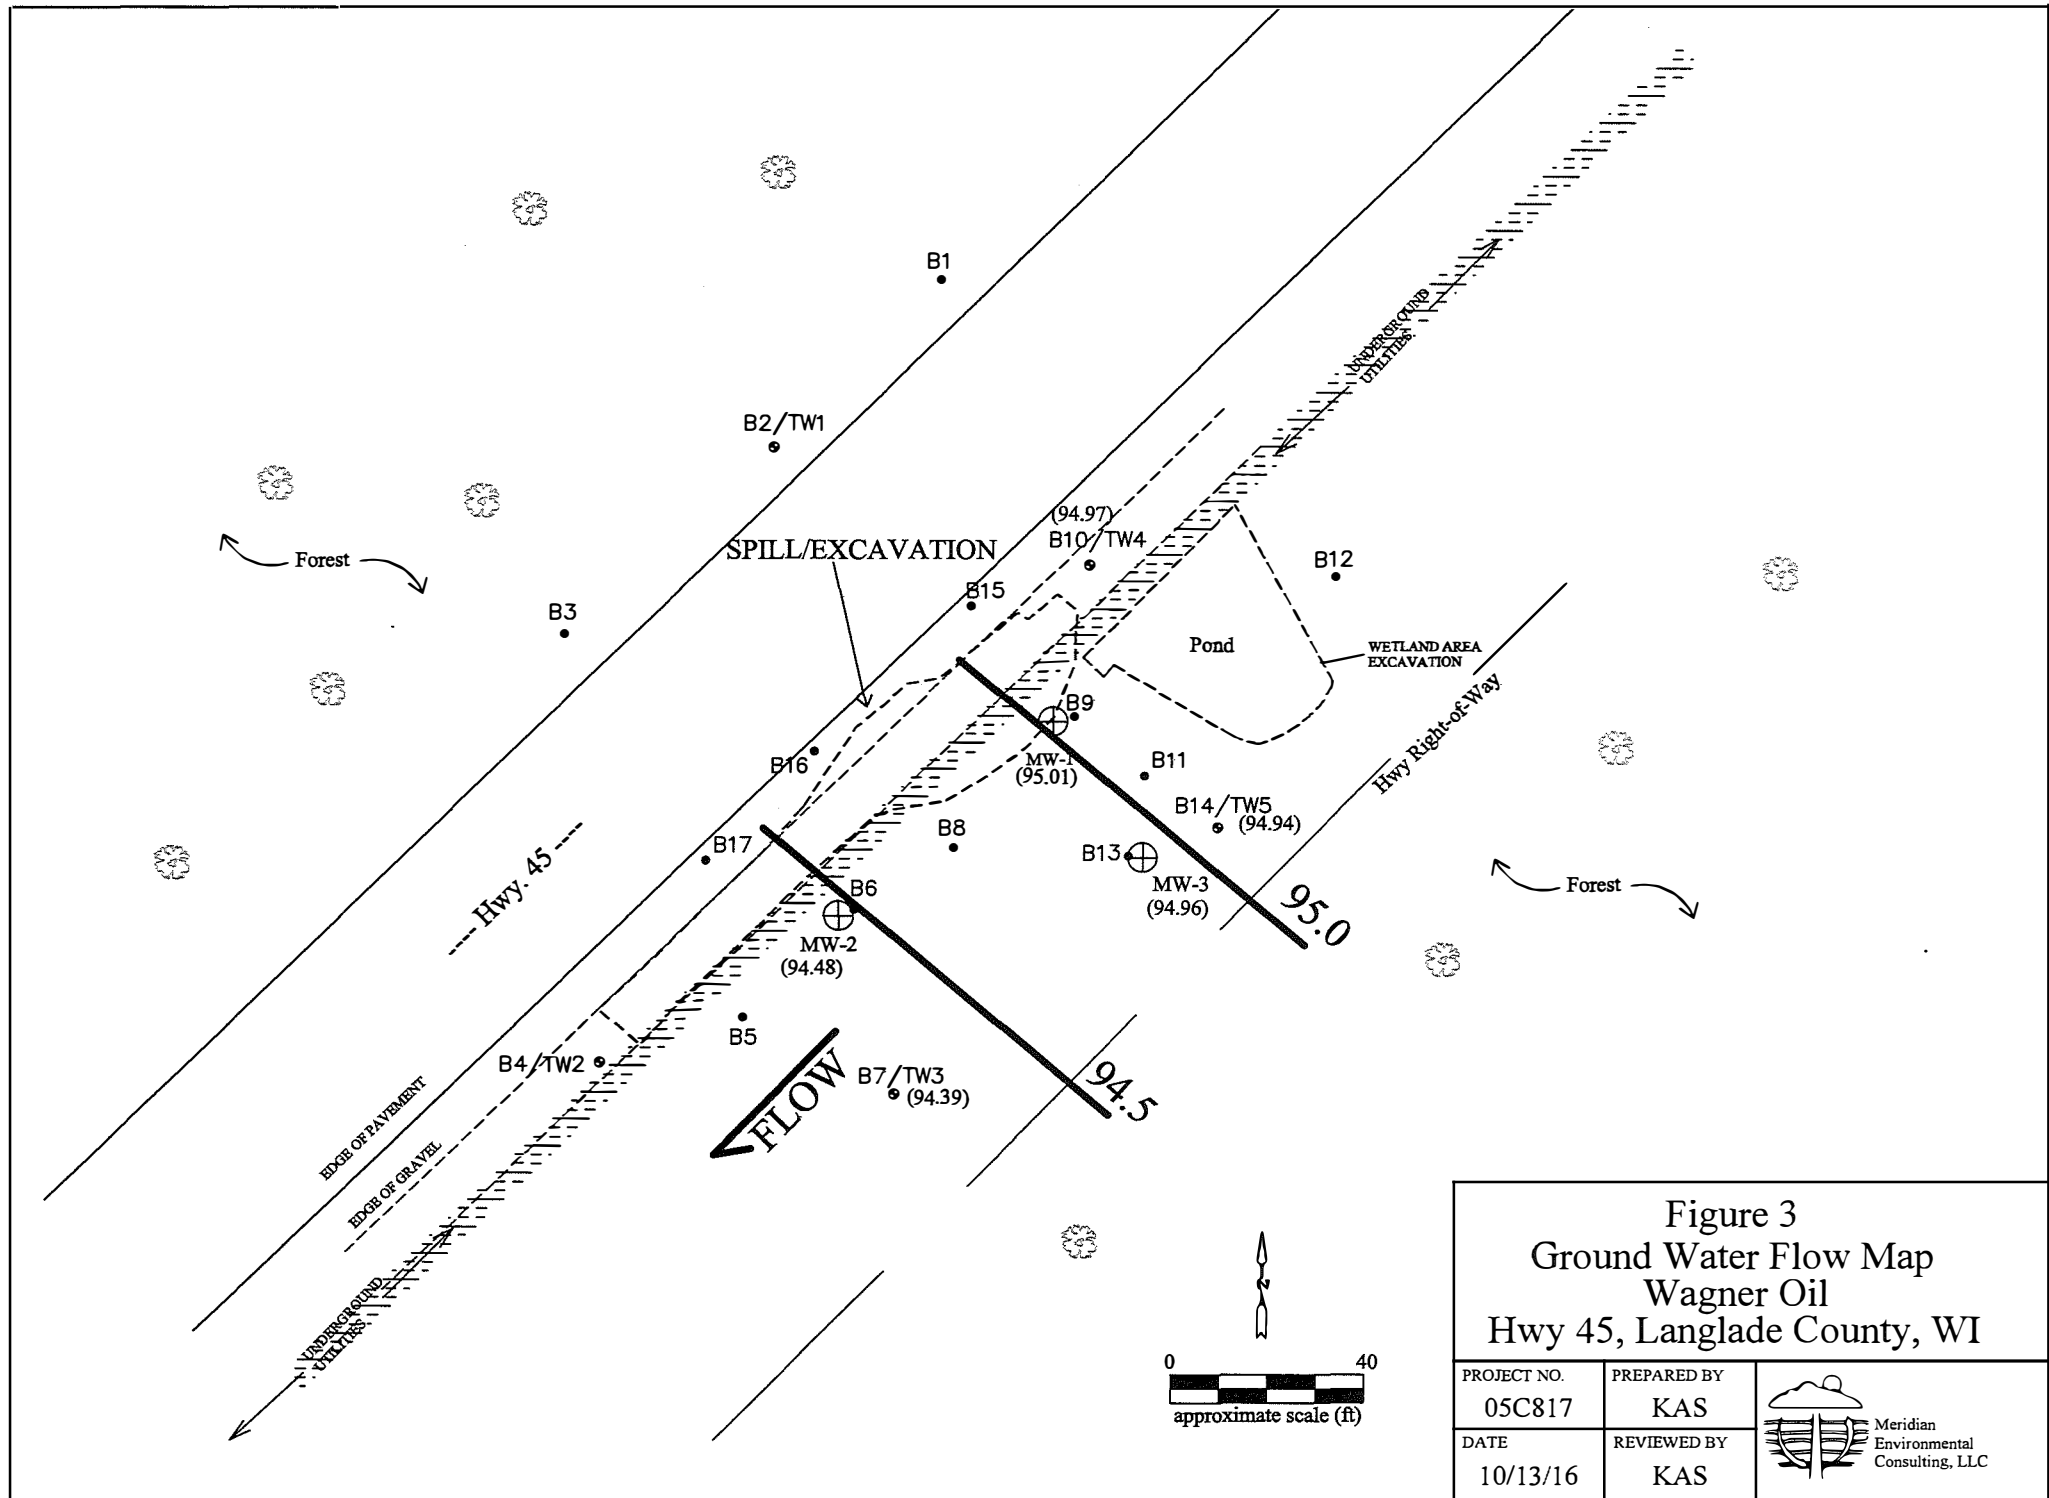 B1
B2/TW1
(94.97)
B10/TW4
SPILL/EXCAVATION
UNDERGROUND
UTILITIES
Forest
B12
B15
B3
Pond
WETLAND AREA
EXCAVATION
Hwy Right-of-Way
B9
MW-1
(95.01)
B16
B11
B14/TW5
(94.94)
B8
B17
B13
MW-3
(94.96)
Hwy. 45
B6
MW-2
(94.48)
Forest
95.0
B5
B4/TW2
FLOW
B7/TW3
(94.39)
94.5
EDGE OF PAVEMENT
EDGE OF GRAVEL
UNDERGROUND
UTILITIES
N
0 40
approximate scale (ft)
Figure 3
Ground Water Flow Map
Wagner Oil
Hwy 45, Langlade County, WI
PROJECT NO.
05C817
PREPARED BY
KAS
DATE
10/13/16
REVIEWED BY
KAS
Meridian
Environmental
Consulting, LLC